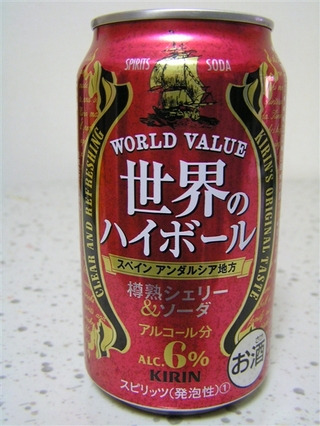 SPIRITS SODA
WORLD VALUE
世界の
ハイボール
CLEAR AND REFRESHING
KIRIN'S ORIGINAL TASTE
スペイン アンダルシア地方
樽熟シェリー
&ソーダ
アルコール分
ALC.6%
KIRIN
お酒
スピリッツ(発泡性)①